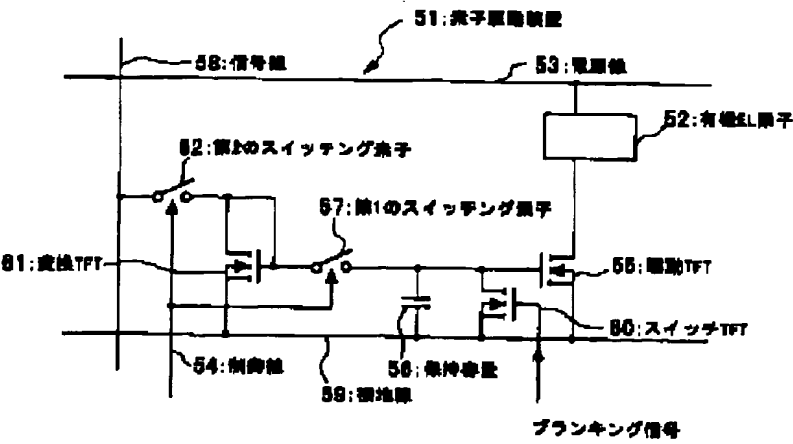 51:素子駆動装置
58:信号線
53:電源線
52:有機EL素子
62:第2のスイッチング素子
57:第1のスイッチング素子
61:変換TFT
55:駆動TFT
60:スイッチTFT
54:制御線
56:保持容量
59:接地線
ブランキング信号